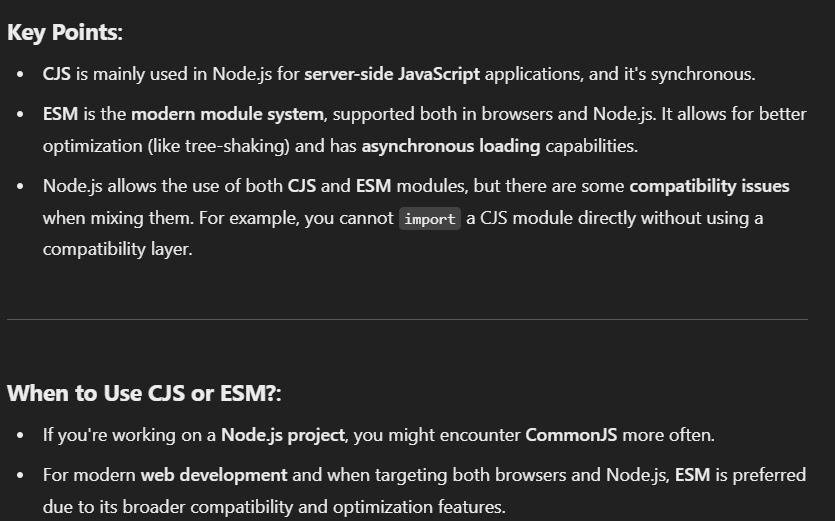 Key Points:
CJS is mainly used in Node.js for server-side JavaScript applications, and it's synchronous.
ESM is the modern module system, supported both in browsers and Node.js. It allows for better
optimization (like tree-shaking) and has asynchronous loading capabilities.
Node.js allows the use of both CJS and ESM modules, but there are some compatibility issues
when mixing them. For example, you cannot import a CJS module directly without using a
compatibility layer.
When to Use CJS or ESM?:
If you're working on a Node.js project, you might encounter CommonJS more often.
For modern web development and when targeting both browsers and Node.js, ESM is preferred
due to its broader compatibility and optimization features.